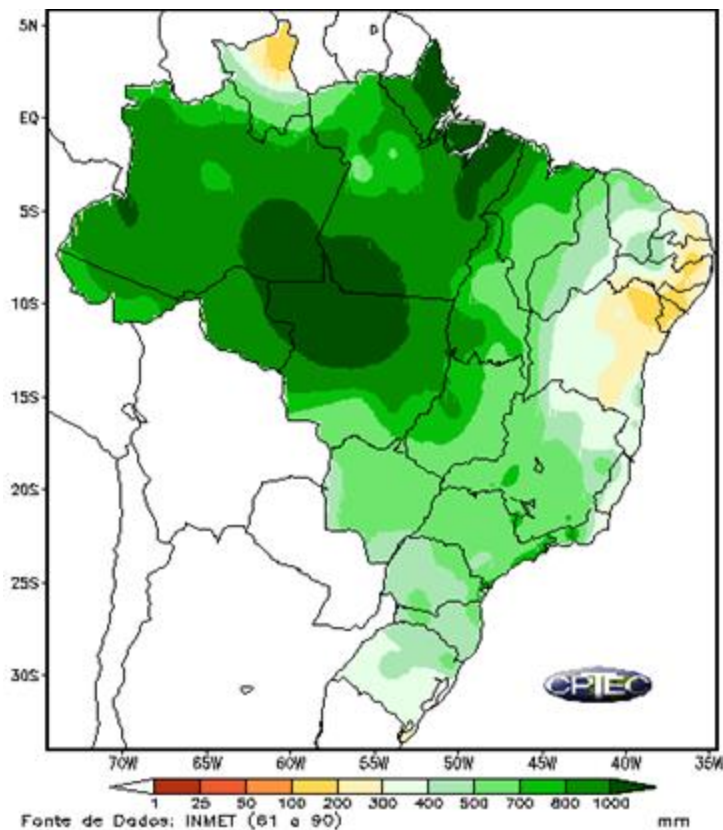 5N
EQ
5S
10S
15S
20S
25S
30S
CPTEC
70W 65W 60W 55W 50W 45W 40W 35W
1 25 50 100 200 300 400 500 700 800 1000
Fonte de Dados: INMET (61 a 90) mm